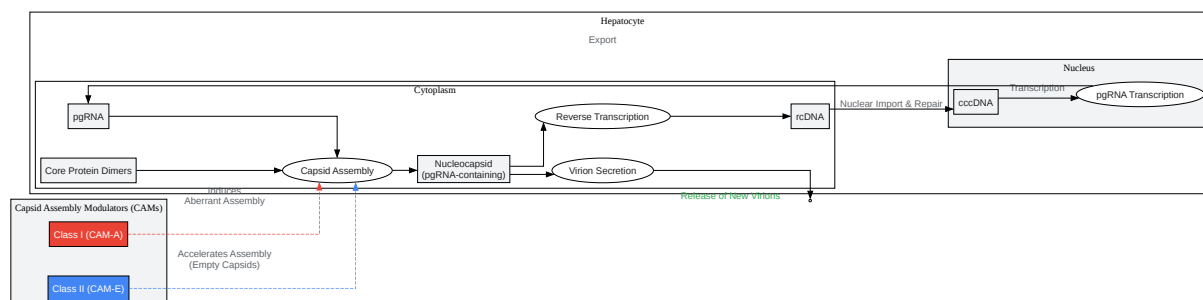 Hepatocyte
Export
Nucleus
Transcription
pgRNA Transcription
cccDNA
Cytoplasm
Nuclear Import & Repair
pgRNA
Reverse Transcription
rcDNA
Core Protein Dimers
Capsid Assembly
Nucleocapsid
(pgRNA-containing)
Virion Secretion
Induces
Aberrant Assembly
Release of New Virions
Capsid Assembly Modulators (CAMs)
Class I (CAM-A)
Accelerates Assembly
(Empty Capsids)
Class II (CAM-E)